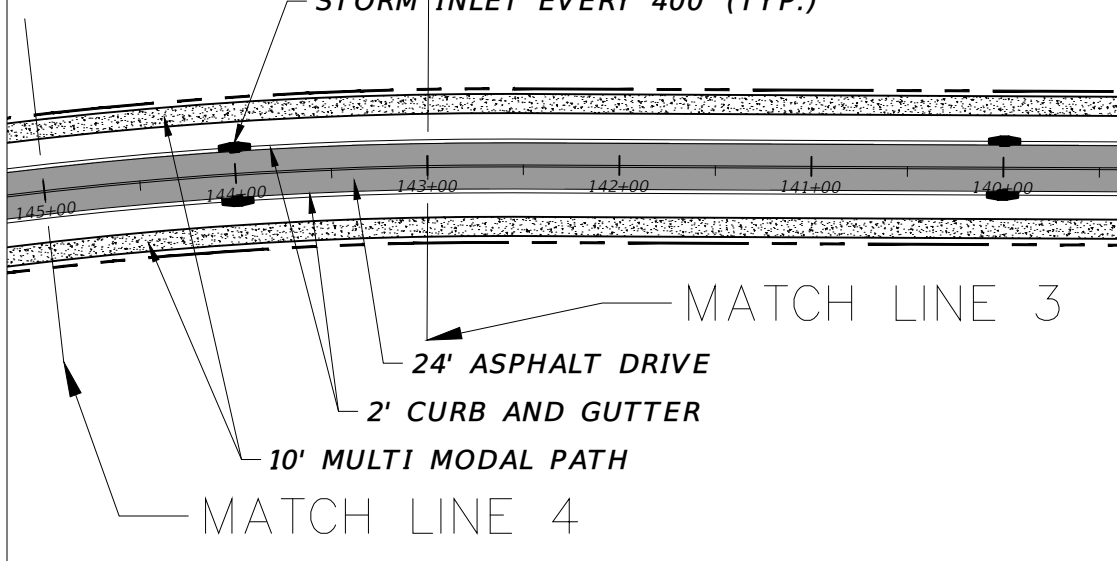 STORM INLET EVERY 400' (TYP.)
145+00 144+00 143+00 142+00 141+00 140+00
MATCH LINE 3
24' ASPHALT DRIVE
2' CURB AND GUTTER
10' MULTI MODAL PATH
MATCH LINE 4